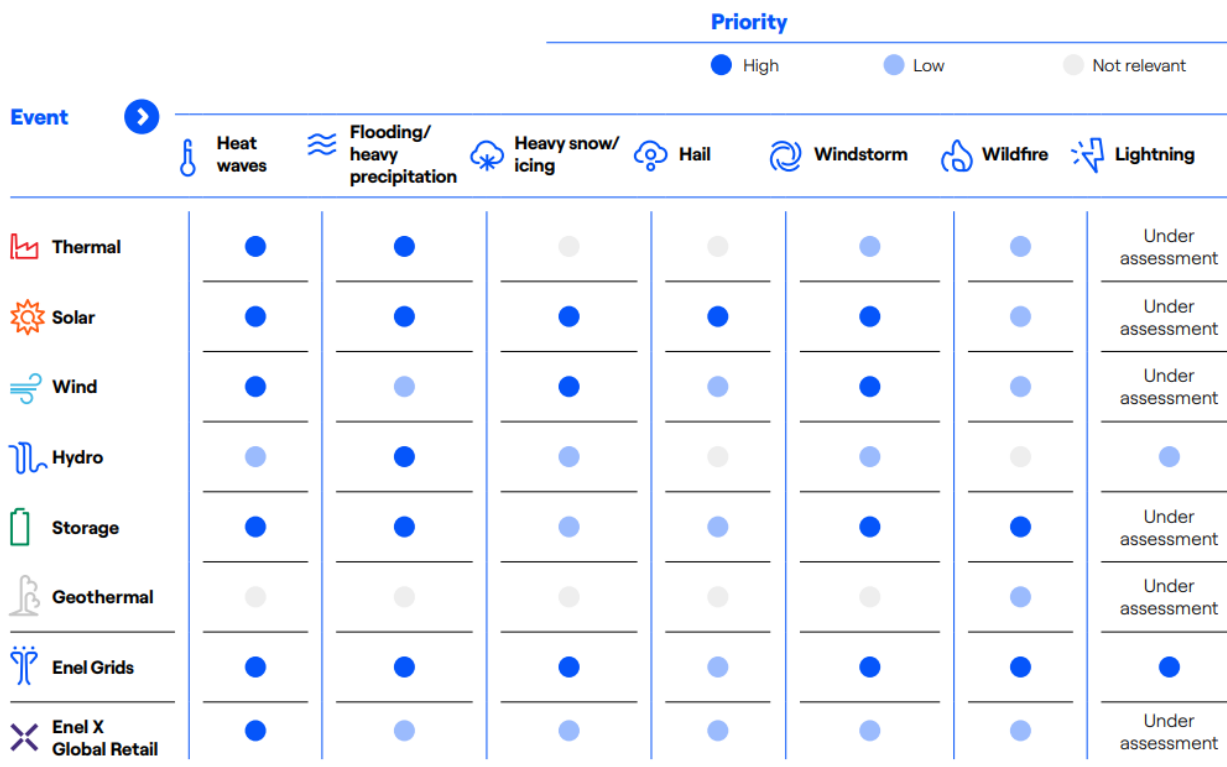 Priority
High
Low
Not relevant
Event
Heat
waves
Flooding/
heavy
precipitation
Heavy snow/
icing
Hail
Windstorm
Wildfire
Lightning
Thermal
Under
assessment
Solar
Under
assessment
Wind
Under
assessment
Hydro
Storage
Under
assessment
Geothermal
Under
assessment
Enel Grids
Enel X
Global Retail
Under
assessment